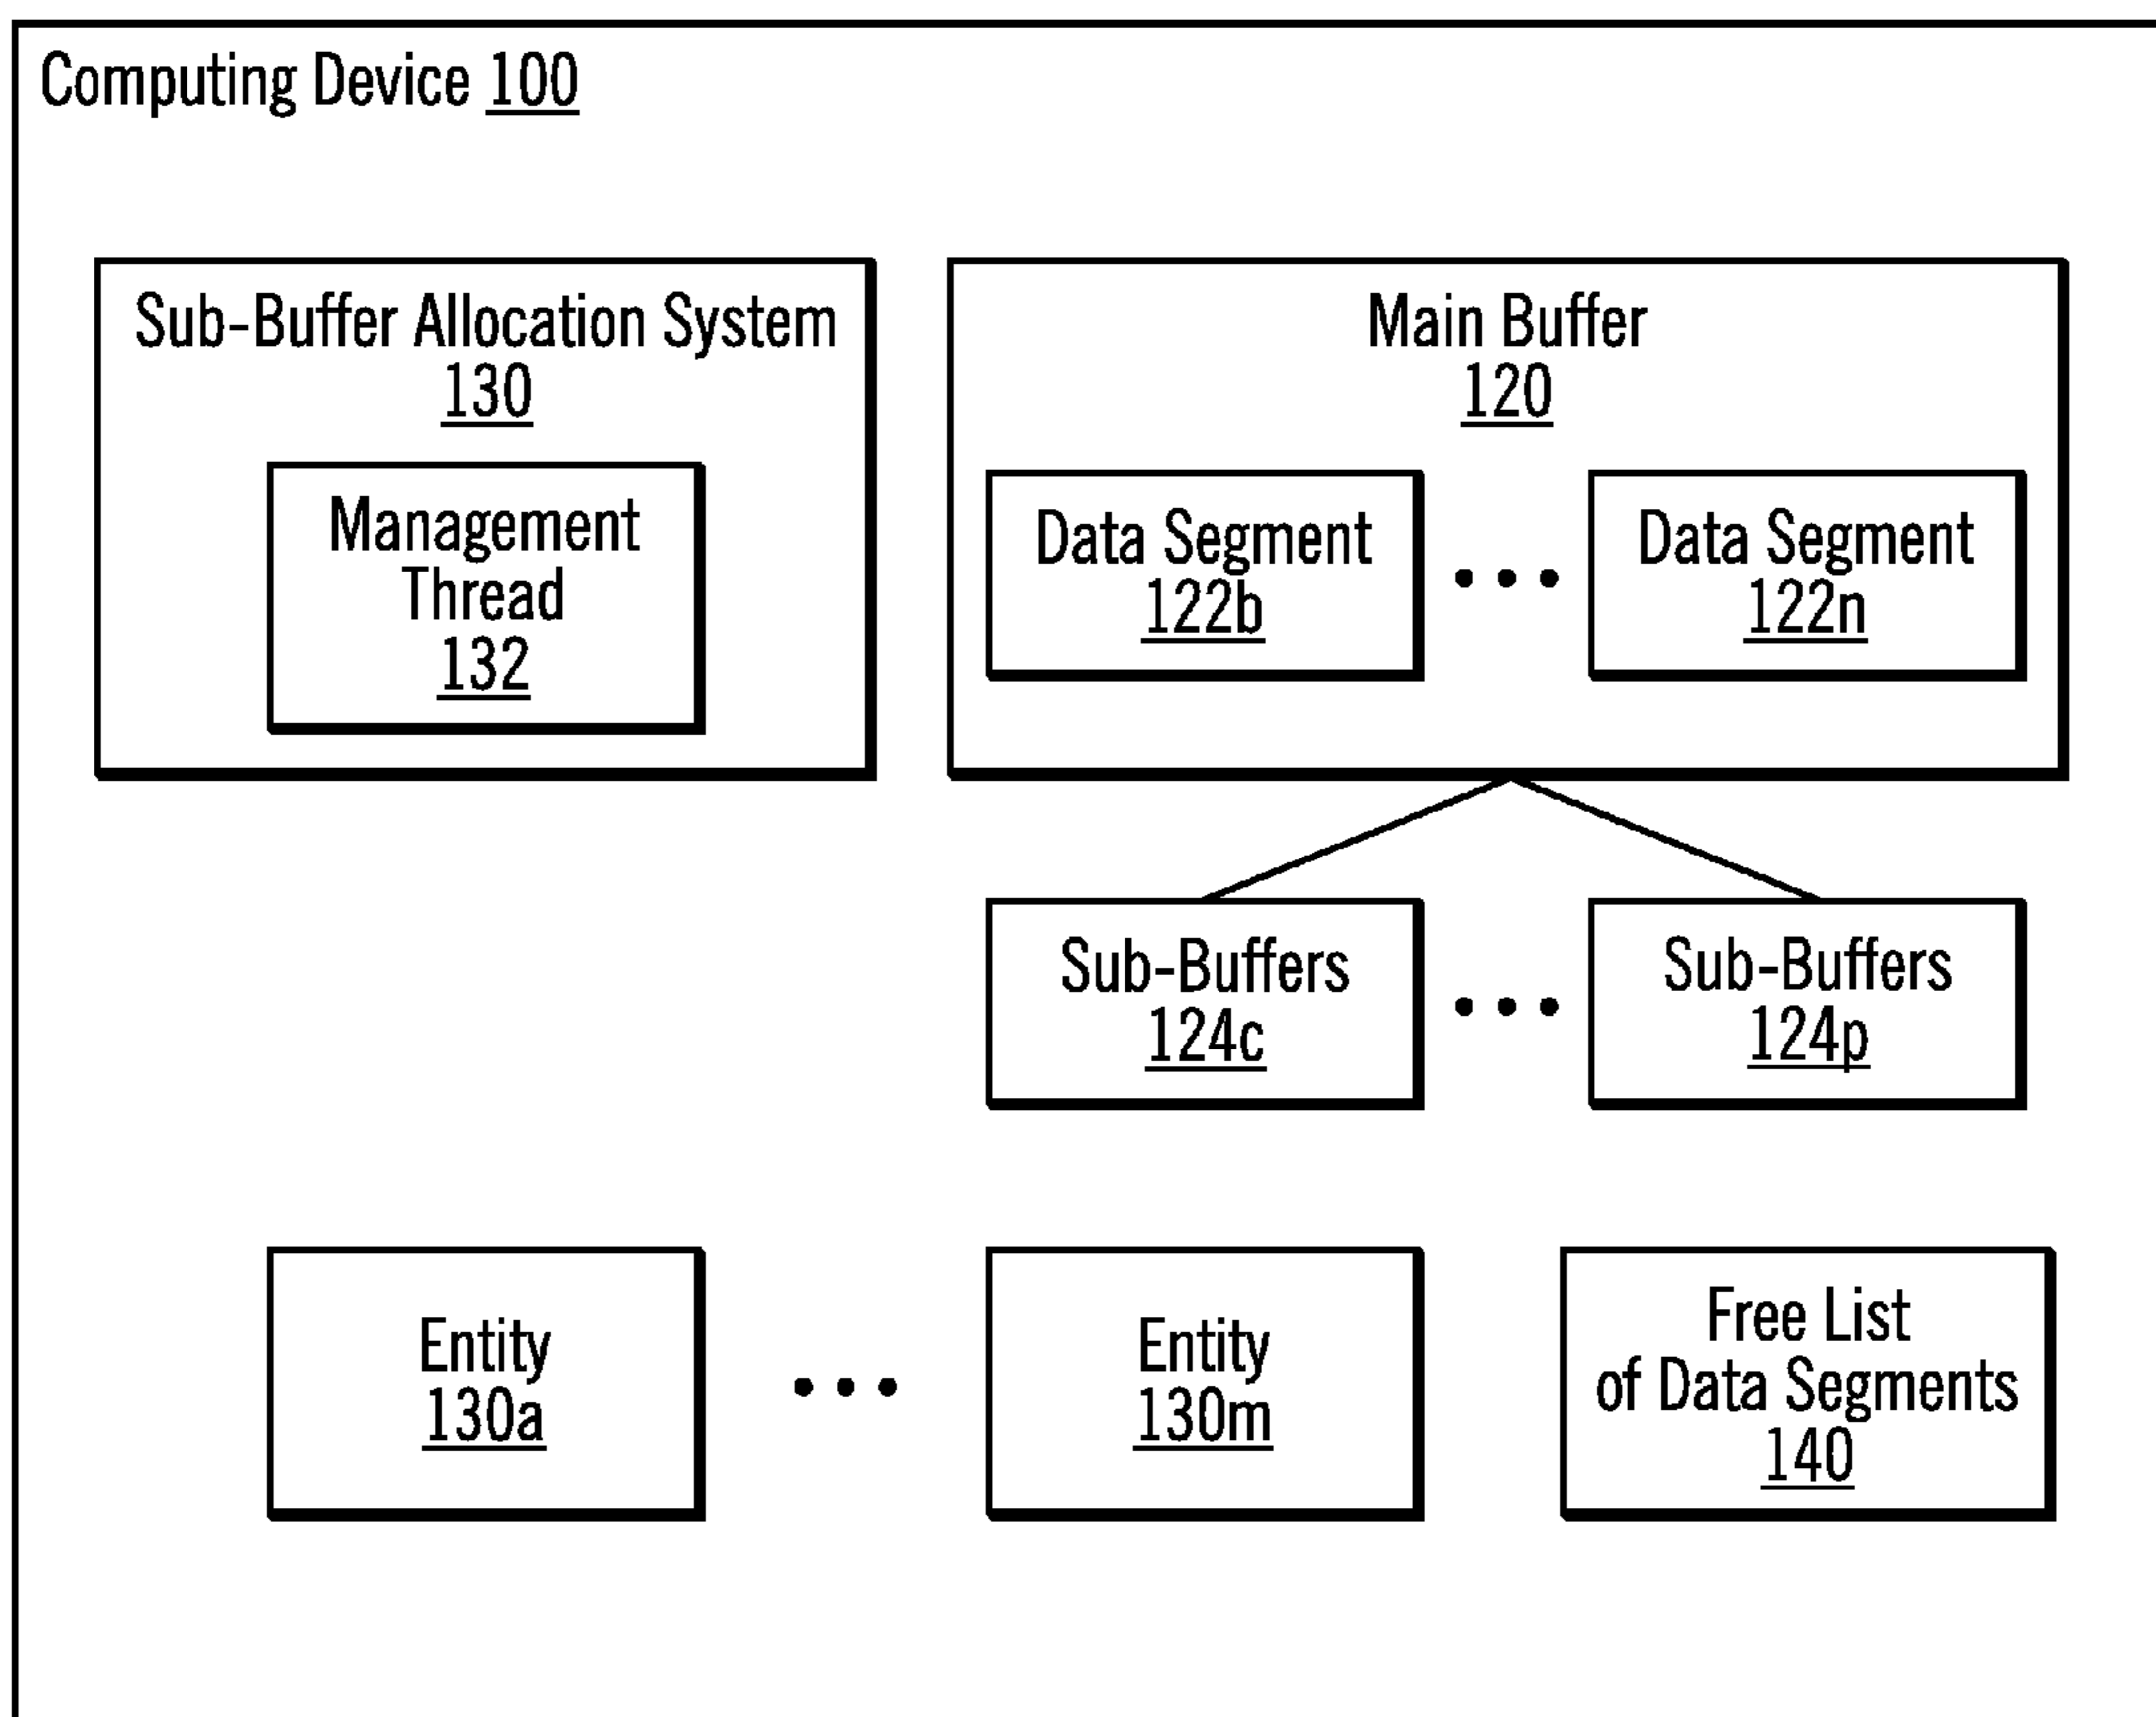 Computing Device 100
Sub-Buffer Allocation System
130
Management
Thread
132
Main Buffer
120
Data Segment
122b
Data Segment
122n
Sub-Buffers
124c
Sub-Buffers
124p
Entity
130a
Entity
130m
Free List
of Data Segments
140